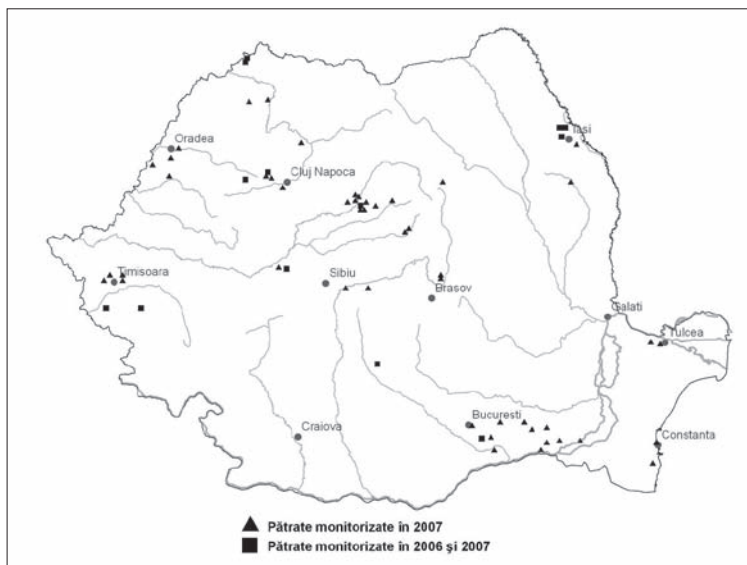 Iasi
Oradea
Cluj Napoca
Timisoara
Sibiu
Brasov
Galati
Tulcea
Bucuresti
Craiova
Constanta
Pătrate monitorizate în 2007
Pătrate monitorizate în 2006 şi 2007